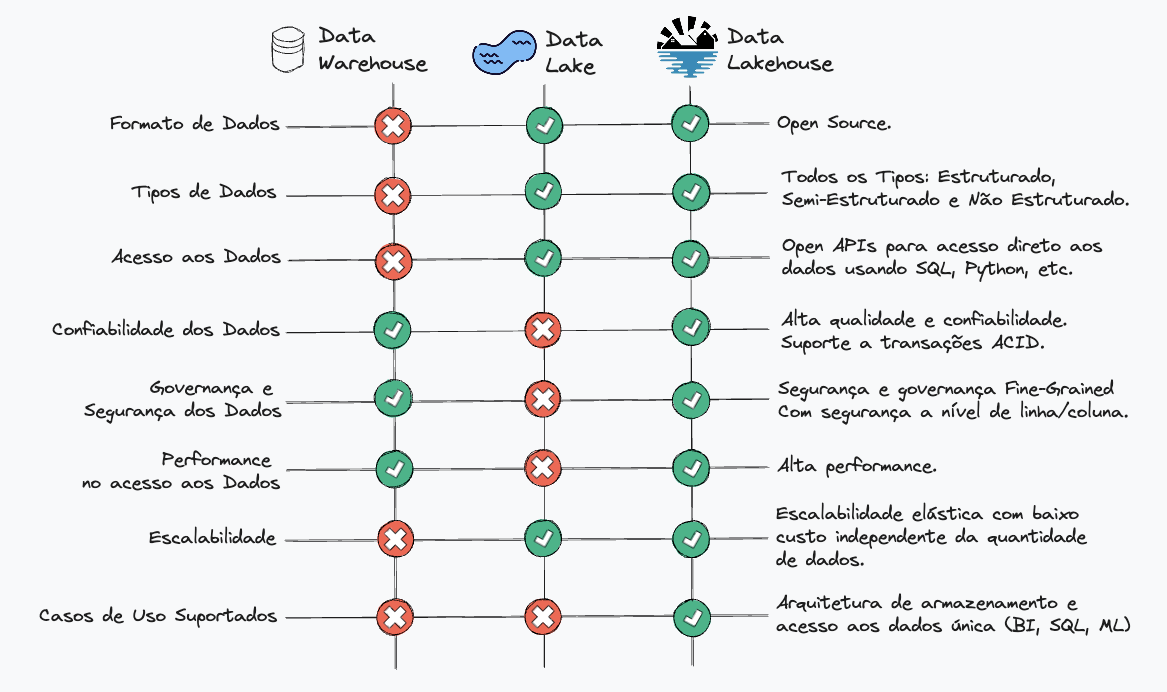 Data
Warehouse
Data
Lake
Data
Lakehouse
Formato de Dados
Open Source.
Tipos de Dados
Todos os Tipos: Estruturado,
Semi-Estruturado e Não Estruturado.
Acesso aos Dados
Open APIs para acesso direto aos
dados usando SQL, Python, etc.
Confiabilidade dos Dados
Alta qualidade e confiabilidade.
Suporte a transações ACID.
Governança e
Segurança dos Dados
Segurança e governança Fine-Grained
Com segurança a nível de linha/coluna.
Performance
no acesso aos Dados
Alta performance.
Escalabilidade
Escalabilidade elástica com baixo
custo independente da quantidade
de dados.
Casos de Uso Suportados
Arquitetura de armazenamento e
acesso aos dados única (BI, SQL, ML)